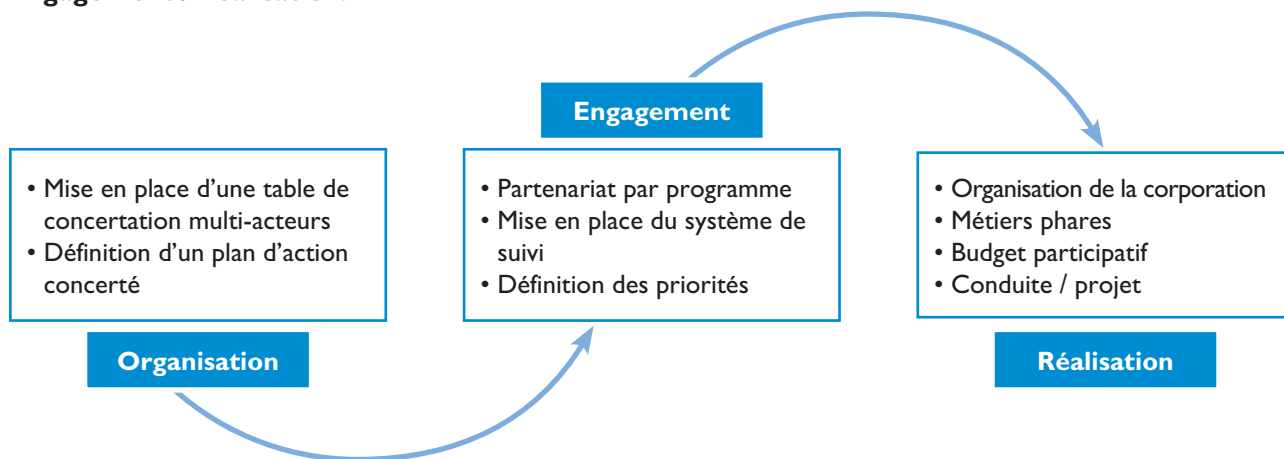 Engagement
• Mise en place d’une table de
concertation multi-acteurs
• Définition d’un plan d’action
concerté
Organisation
• Partenariat par programme
• Mise en place du système de
suivi
• Définition des priorités
• Organisation de la corporation
• Métiers phares
• Budget participatif
• Conduite / projet
Réalisation